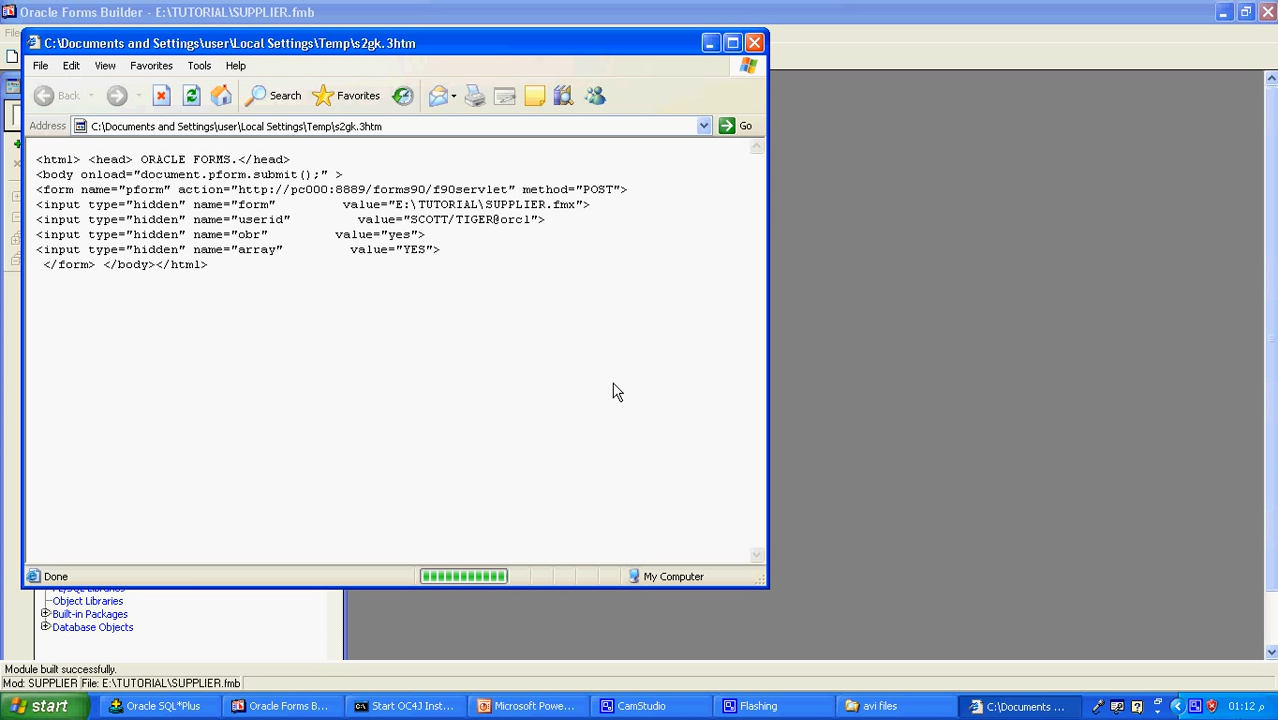 Oracle Forms Builder - E:\TUTORIAL\SUPPLIER.fmb
C:\Documents and Settings\user\Local Settings\Temp\s2gk.3htm
File Edit View Favorites Tools Help
Back Search Favorites
Address C:\Documents and Settings\user\Local Settings\Temp\s2gk.3htm Go
<html> <head> ORACLE FORMS.</head>
<body onload="document.pform.submit();" >
<form name="pform" action="http://pc000:8889/forms90/f90servlet" method="POST">
<input type="hidden" name="form" value="E:\TUTORIAL\SUPPLIER.fmx">
<input type="hidden" name="userid" value="SCOTT/TIGER@orcl">
<input type="hidden" name="obr" value="yes">
<input type="hidden" name="array" value="YES">
</form> </body></html>
Done My Computer
Object Libraries
Built-in Packages
Database Objects
Module built successfully.
Mod: SUPPLIER File: E:\TUTORIAL\SUPPLIER.fmb
start Oracle SQL*Plus Oracle Forms B... Start OC4J Inst... Microsoft Powe... CamStudio Flashing avi files C:\Documents ... 01:12 م